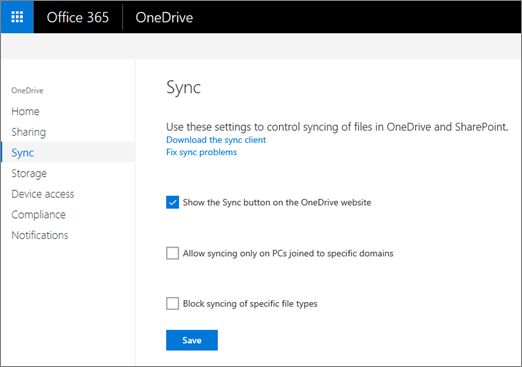 Office 365
OneDrive
OneDrive
Home
Sharing
Sync
Storage
Device access
Compliance
Notifications
Sync
Use these settings to control syncing of files in OneDrive and SharePoint.
Download the sync client
Fix sync problems
Show the Sync button on the OneDrive website
Allow syncing only on PCs joined to specific domains
Block syncing of specific file types
Save